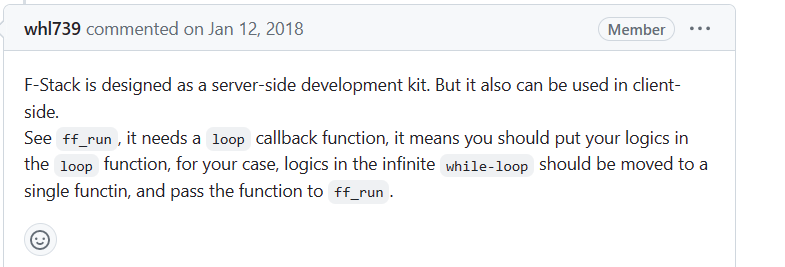 whl739 commented on Jan 12, 2018 Member ...
F-Stack is designed as a server-side development kit. But it also can be used in client-
side.
See ff_run, it needs a loop callback function, it means you should put your logics in
the loop function, for your case, logics in the infinite while-loop should be moved to a
single functin, and pass the function to ff_run.